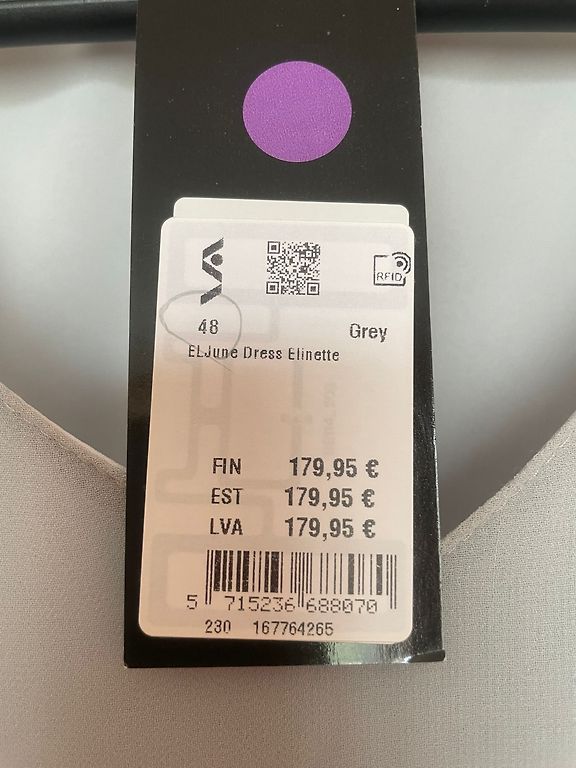 RFID
48 Grey
ELJune Dress Elinette
FIN 179,95 €
EST 179,95 €
LVA 179,95 €
5 715236 688070
230 167764265